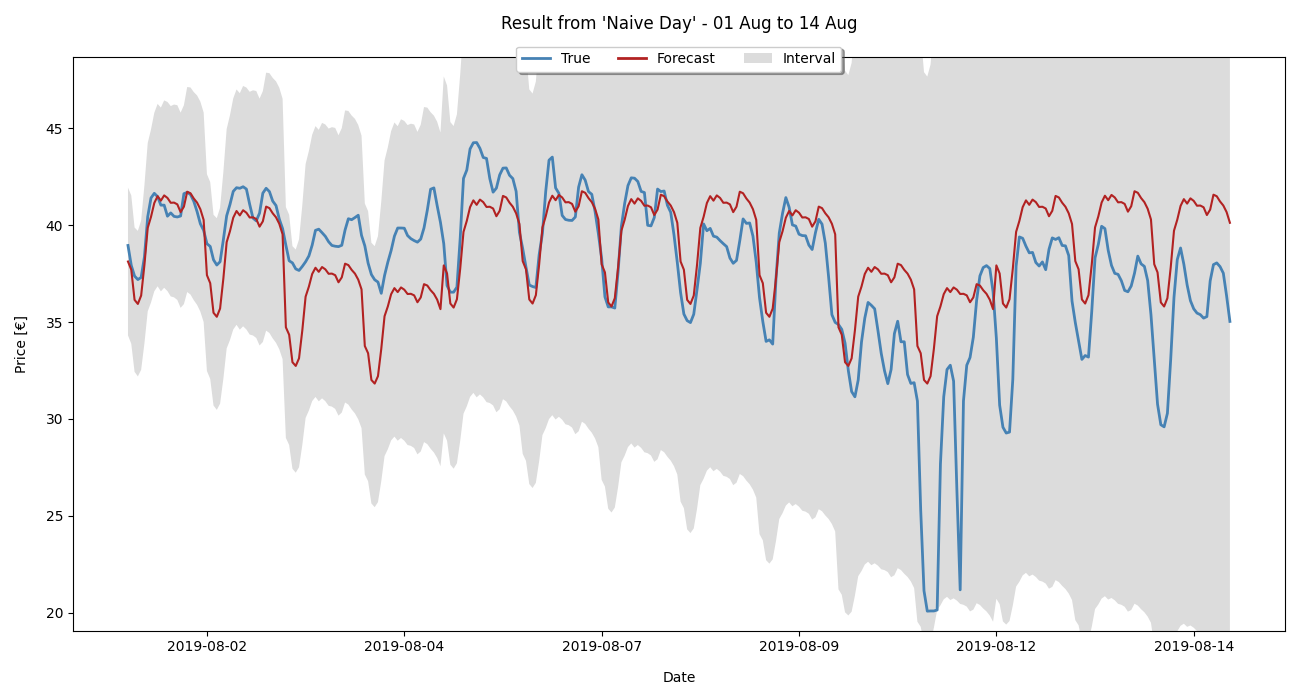 Result from 'Naive Day' - 01 Aug to 14 Aug
True Forecast Interval
45
40
35
30
25
20
Price [€]
2019-08-02 2019-08-04 2019-08-07 2019-08-09 2019-08-12 2019-08-14
Date